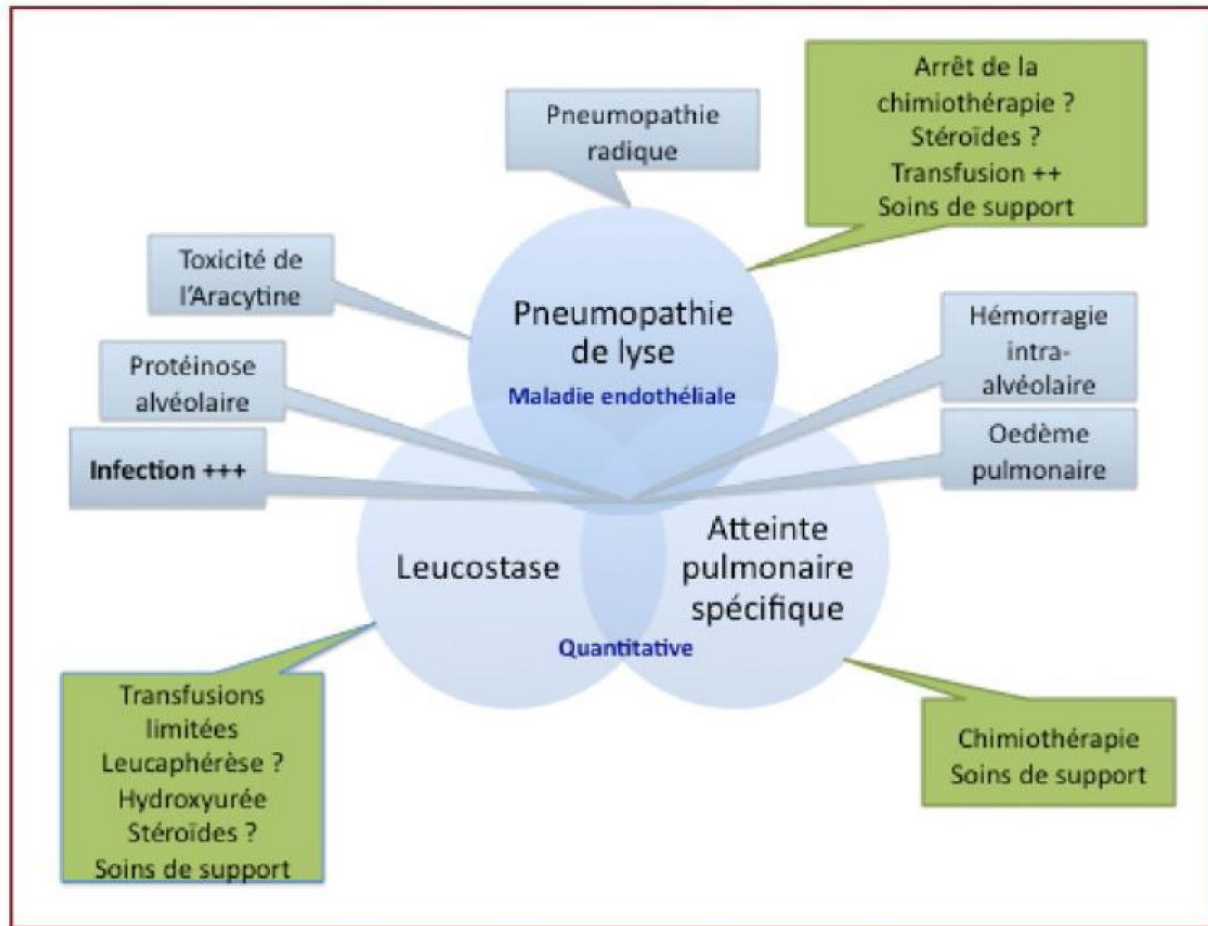 Arrêt de la
chimiothérapie ?
Stéroïdes ?
Transfusion ++
Soins de support
Pneumopathie
radique
Toxicité de
l'Aracytine
Pneumopathie
de lyse
Maladie endothéliale
Hémorragie
intra-
alvéolaire
Protéinose
alvéolaire
Oedème
pulmonaire
Infection +++
Leucostase
Atteinte
pulmonaire
spécifique
Quantitative
Transfusions
limitées
Leucaphérèse ?
Hydroxyurée
Stéroïdes ?
Soins de support
Chimiothérapie
Soins de support